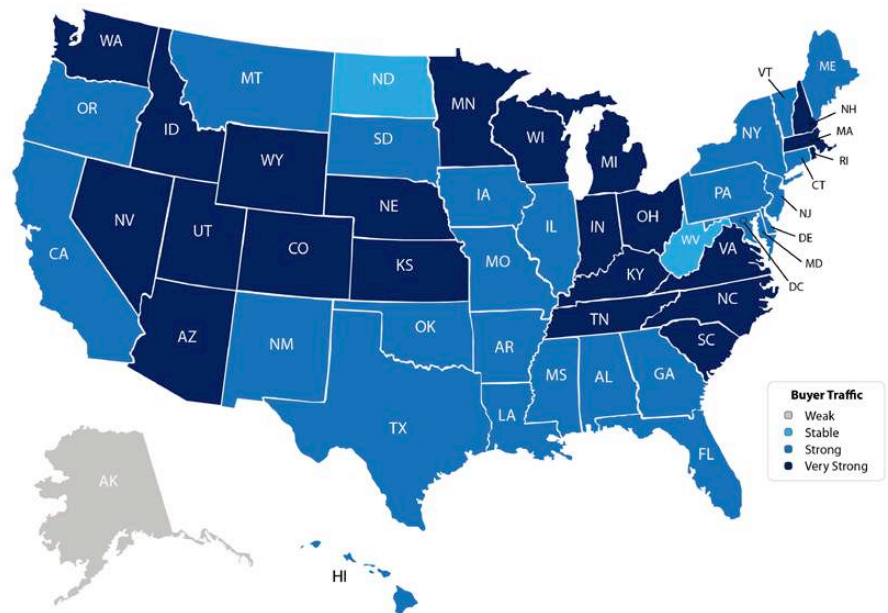 WA
MT
ND
MN
VT
ME
OR
ID
SD
WI
NY
NH
MA
WY
MI
RI
IA
CT
NE
PA
NV
IL
IN
OH
NJ
UT
CA
CO
WV
DE
VA
KS
MO
MD
KY
DC
NC
TN
OK
AZ
NM
AR
SC
MS
AL
GA
LA
TX
FL
AK
HI
Buyer Traffic
Weak
Stable
Strong
Very Strong